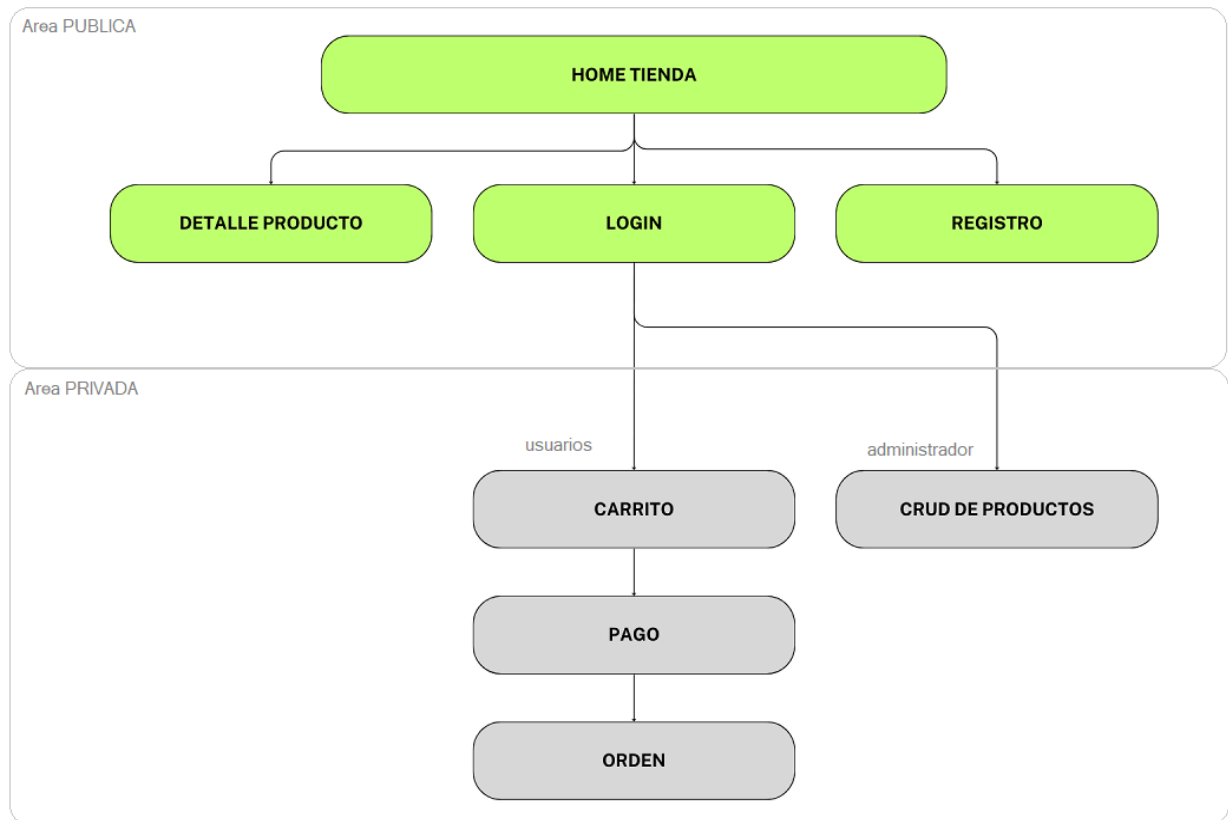 Area PUBLICA
HOME TIENDA
DETALLE PRODUCTO
LOGIN
REGISTRO
Area PRIVADA
usuarios
administrador
CARRITO
CRUD DE PRODUCTOS
PAGO
ORDEN